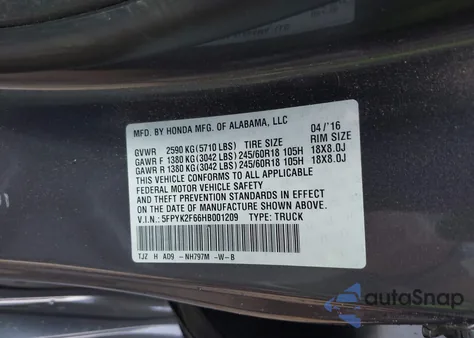 MFD. BY HONDA MFG. OF ALABAMA, LLC 04/'16
GVWR 2590 KG(5710 LBS) TIRE SIZE RIM SIZE
GAWR F 1380 KG(3042 LBS) 245/60R18 105H 18X8.0J
GAWR R 1380 KG(3042 LBS) 245/60R18 105H 18X8.0J
THIS VEHICLE CONFORMS TO ALL APPLICABLE
FEDERAL MOTOR VEHICLE SAFETY AND
BUMPER STANDARDS IN EFFECT
ON THE DATE OF MANUFACTURE SHOWN ABOVE.
V.I.N.: 5FPYK2F66HB001209 TYPE: TRUCK
TJZ H A09 -NH797M -W-B
autoSnap